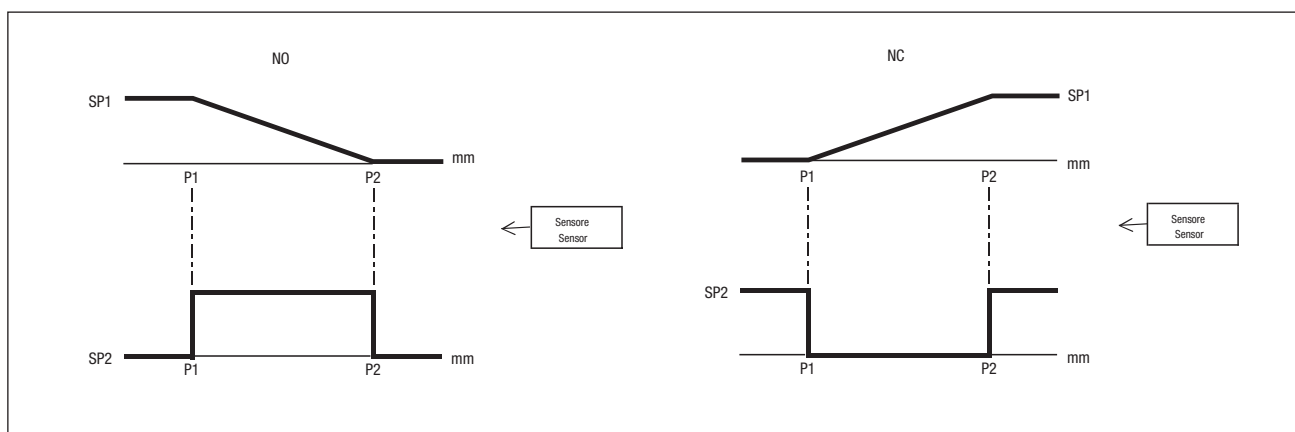 NO
SP1
mm
P1 P2
Sensore
Sensor
SP2
mm
P1 P2
NC
SP1
mm
P1 P2
Sensore
Sensor
SP2
mm
P1 P2